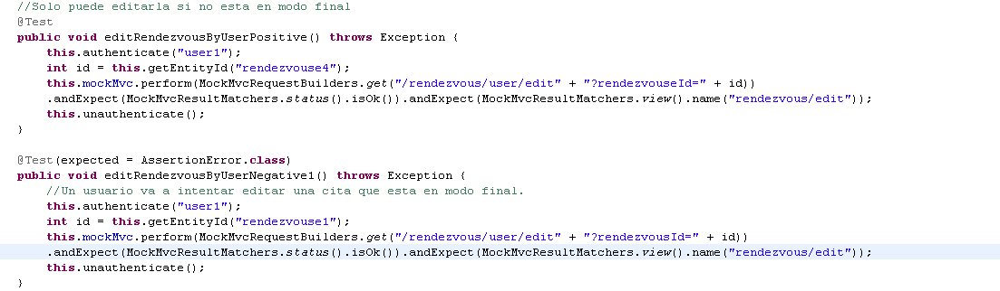 //Solo puede editarla si no esta en modo final
@Test
public void editRendezvousByUserPositive() throws Exception {
    this.authenticate("user1");
    int id = this.getEntityId("rendezvouse4");
    this.mockMvc.perform(MockMvcRequestBuilders.get("/rendezvous/user/edit" + "?rendezvouseId=" + id))
    .andExpect(MockMvcResultMatchers.status().isOk()).andExpect(MockMvcResultMatchers.view().name("rendezvous/edit"));
    this.unauthenticate();
}
@Test(expected = AssertionError.class)
public void editRendezvousByUserNegative1() throws Exception {
    //Un usuario va a intentar editar una cita que esta en modo final.
    this.authenticate("user1");
    int id = this.getEntityId("rendezvouse1");
    this.mockMvc.perform(MockMvcRequestBuilders.get("/rendezvous/user/edit" + "?rendezvousId=" + id))
    .andExpect(MockMvcResultMatchers.status().isOk()).andExpect(MockMvcResultMatchers.view().name("rendezvous/edit"));
    this.unauthenticate();
}